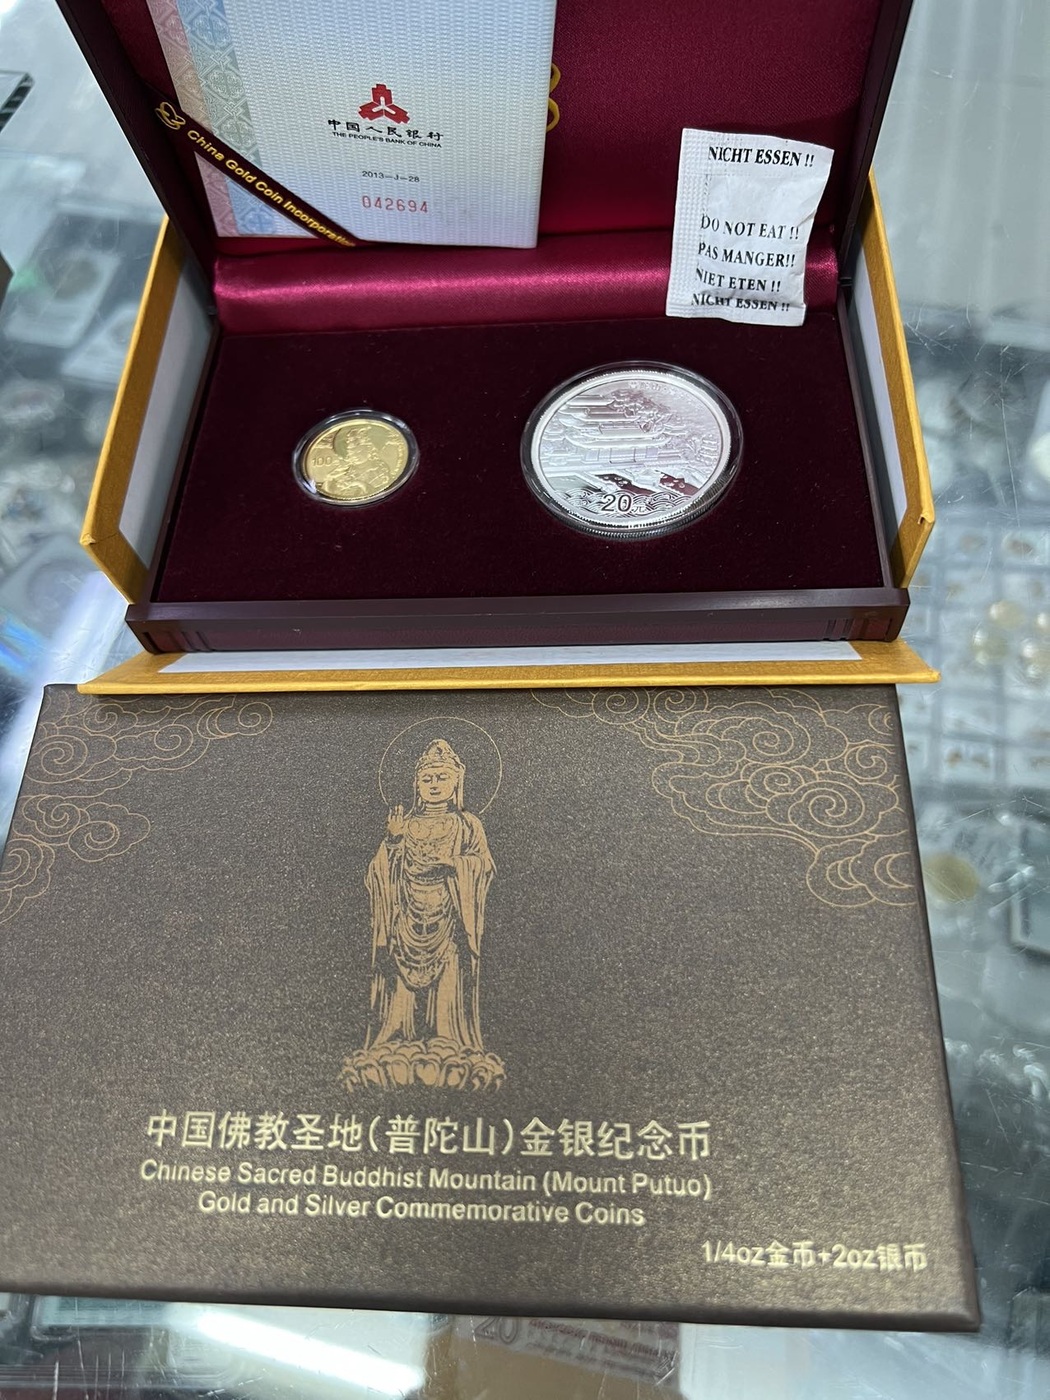 中国人民银行
THE PEOPLE'S BANK OF CHINA
2013-J-28
042694
China Gold Coin Incorporation
NICHT ESSEN !!
DO NOT EAT !!
PAS MANGER!!
NIET ETEN !!
NICHT ESSEN !!
100
20元
中国佛教圣地(普陀山)金银纪念币
Chinese Sacred Buddhist Mountain (Mount Putuo)
Gold and Silver Commemorative Coins
1/4oz金币+2oz银币